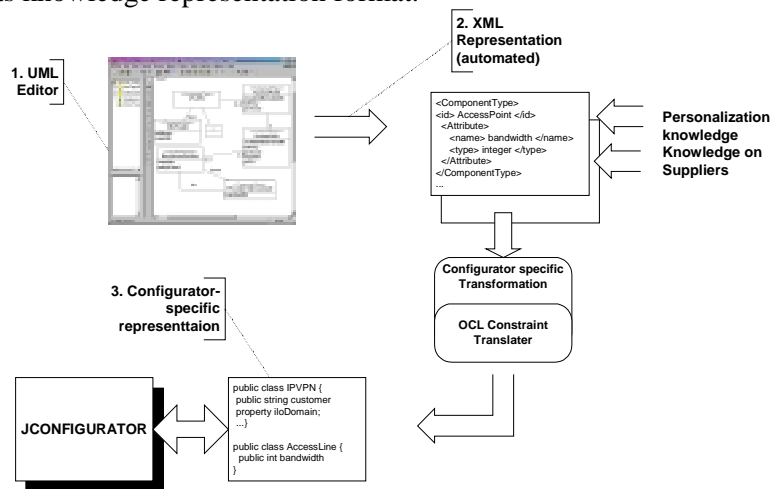 s knowledge representation format.
2. XML
Representation
(automated)
1. UML
Editor
<ComponentType>
<id> AccessPoint </id>
<Attribute>
<name> bandwidth </name>
<type> integer </type>
</Attribute>
</ComponentType>
...
Personalization
knowledge
Knowledge on
Suppliers
Configurator specific
Transformation
OCL Constraint
Translater
3. Configurator-
specific
representtaion
JCONFIGURATOR
public class IPVPN {
public string customer
property iloDomain;
...}
public class AccessLine {
public int bandwidth
}